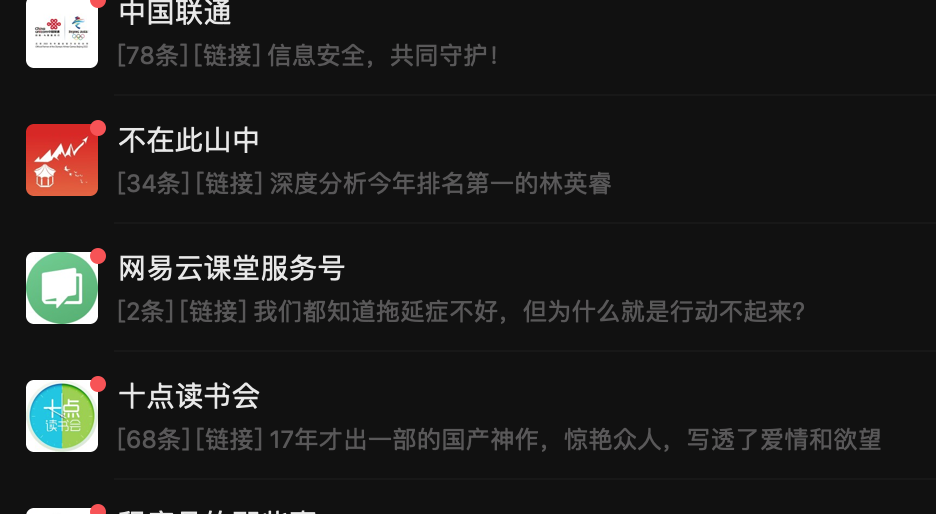 中国联通
[78条][链接] 信息安全，共同守护！
不在此山中
[34条][链接] 深度分析今年排名第一的林英睿
网易云课堂服务号
[2条][链接] 我们都知道拖延症不好，但为什么就是行动不起来？
十点读书会
[68条][链接] 17年才出一部的国产神作，惊艳众人，写透了爱情和欲望
十点
读书会